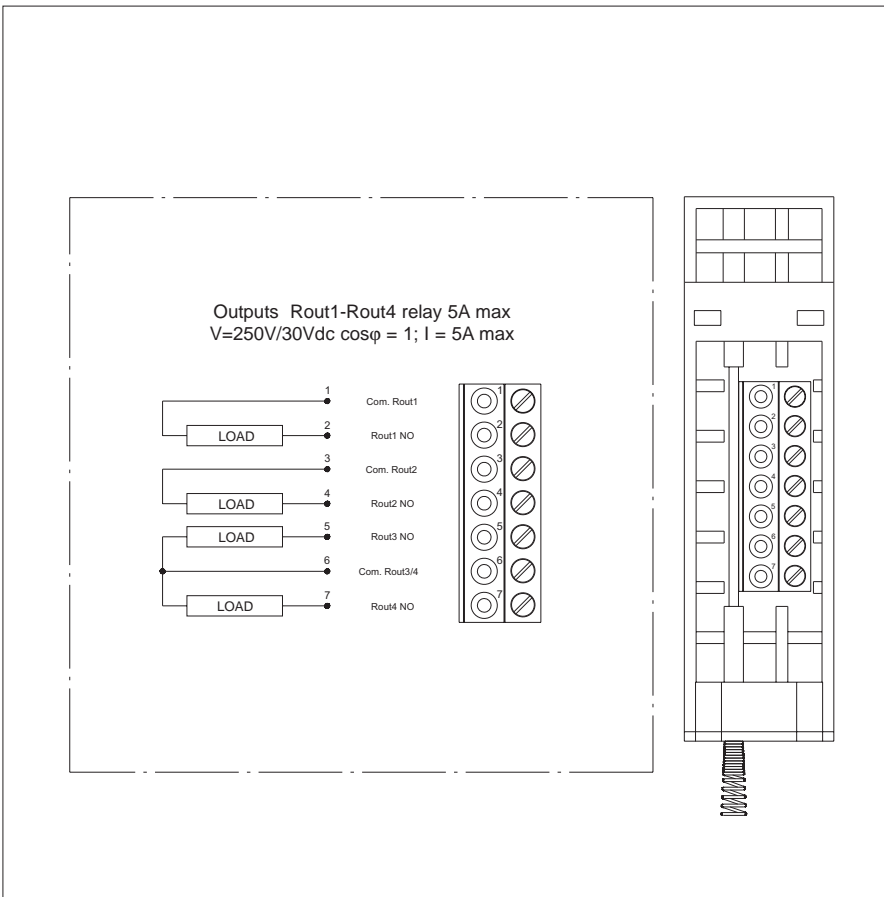 Outputs Rout1-Rout4 relay 5A max
V=250V/30Vdc cosφ = 1; I = 5A max
1 Com. Rout1 1
LOAD 2 Rout1 NO 2
3 Com. Rout2 3
LOAD 4 Rout2 NO 4
LOAD 5 Rout3 NO 5
6 Com. Rout3/4 6
LOAD 7 Rout4 NO 7
1
2
3
4
5
6
7